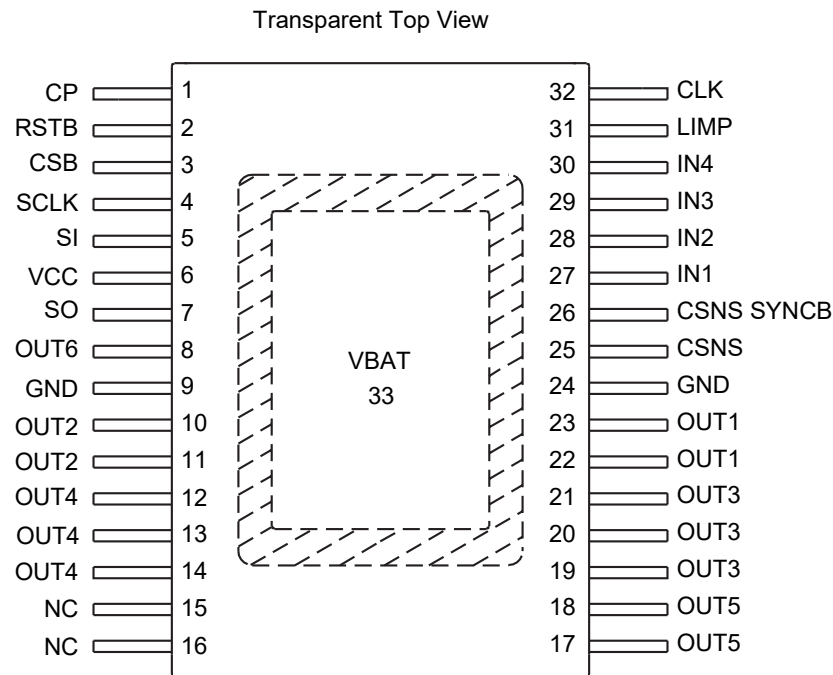 Transparent Top View
CP 1 32 CLK
RSTB 2 31 LIMP
CSB 3 30 IN4
SCLK 4 29 IN3
SI 5 28 IN2
VCC 6 27 IN1
SO 7 26 CSNS SYNCB
OUT6 8 25 CSNS
GND 9 24 GND
OUT2 10 23 OUT1
OUT2 11 22 OUT1
OUT4 12 21 OUT3
OUT4 13 20 OUT3
OUT4 14 19 OUT3
NC 15 18 OUT5
NC 16 17 OUT5
VBAT
33